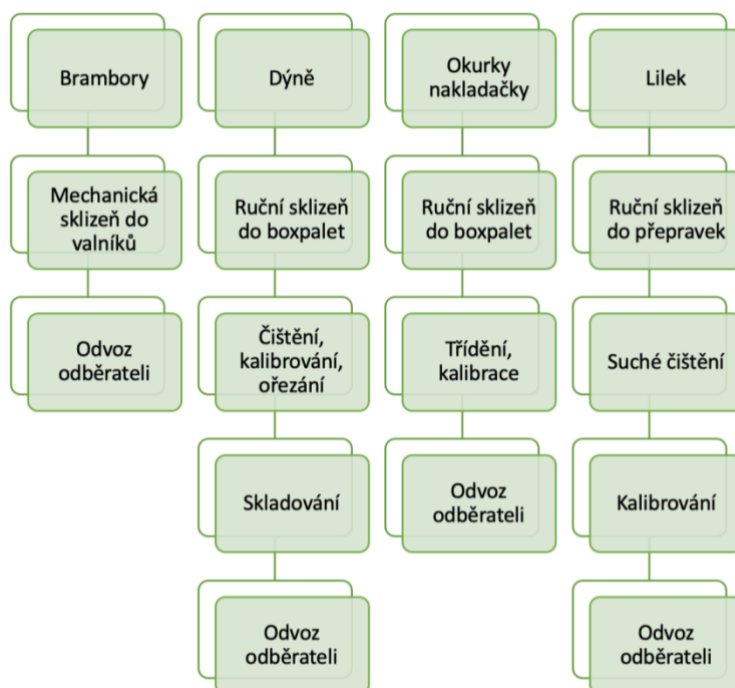 Brambory
Mechanická
sklizeň do
valníků
Odvoz
odběrateli
Dýně
Ruční sklizeň
do boxpalet
Čištění,
kalibrování,
ořezání
Skladování
Odvoz
odběrateli
Okurky
nakladačky
Ruční sklizeň
do boxpalet
Třídění,
kalibrace
Odvoz
odběrateli
Lilek
Ruční sklizeň
do přepravek
Suché čištění
Kalibrování
Odvoz
odběrateli